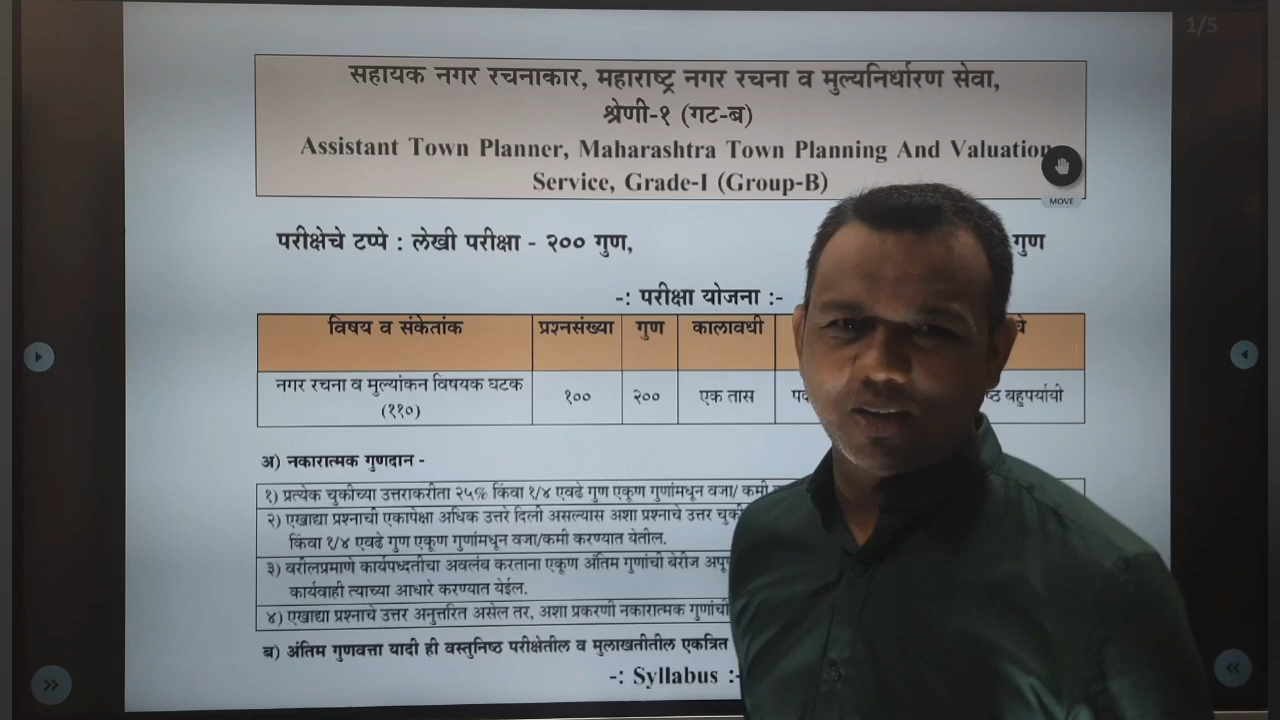 1/5
सहायक नगर रचनाकार, महाराष्ट्र नगर रचना व मुल्यनिर्धारण सेवा,
श्रेणी-१ (गट-ब)
Assistant Town Planner, Maharashtra Town Planning And Valuation
Service, Grade-I (Group-B)
MOVE
परीक्षेचे टप्पे : लेखी परीक्षा - २०० गुण, गुण
-: परीक्षा योजना :-
विषय व संकेतांक प्रश्नसंख्या गुण कालावधी
नगर रचना व मुल्यांकन विषयक घटक
(११०) १०० २०० एक तास बहुपर्यायी
अ) नकारात्मक गुणदान -
१) प्रत्येक चुकीच्या उत्तराकरीता २५% किंवा १/४ एवढे गुण एकूण गुणांमधून वजा/ कमी
२) एखाद्या प्रश्नाची एकापेक्षा अधिक उत्तरे दिली असल्यास अशा प्रश्नाचे उत्तर
किंवा १/४ एवढे गुण एकूण गुणांमधून वजा/कमी करण्यात येतील.
३) वरीलप्रमाणे कार्यपध्दतीचा अवलंब करताना एकूण अंतिम गुणांची बेरीज
कार्यवाही त्याच्या आधारे करण्यात येईल.
४) एखाद्या प्रश्नाचे उत्तर अनुत्तरित असेल तर, अशा प्रकरणी नकारात्मक गुणांची
ब) अंतिम गुणवत्ता यादी ही वस्तुनिष्ठ परीक्षेतील व मुलाखतीतील एकत्रित
-: Syllabus :-